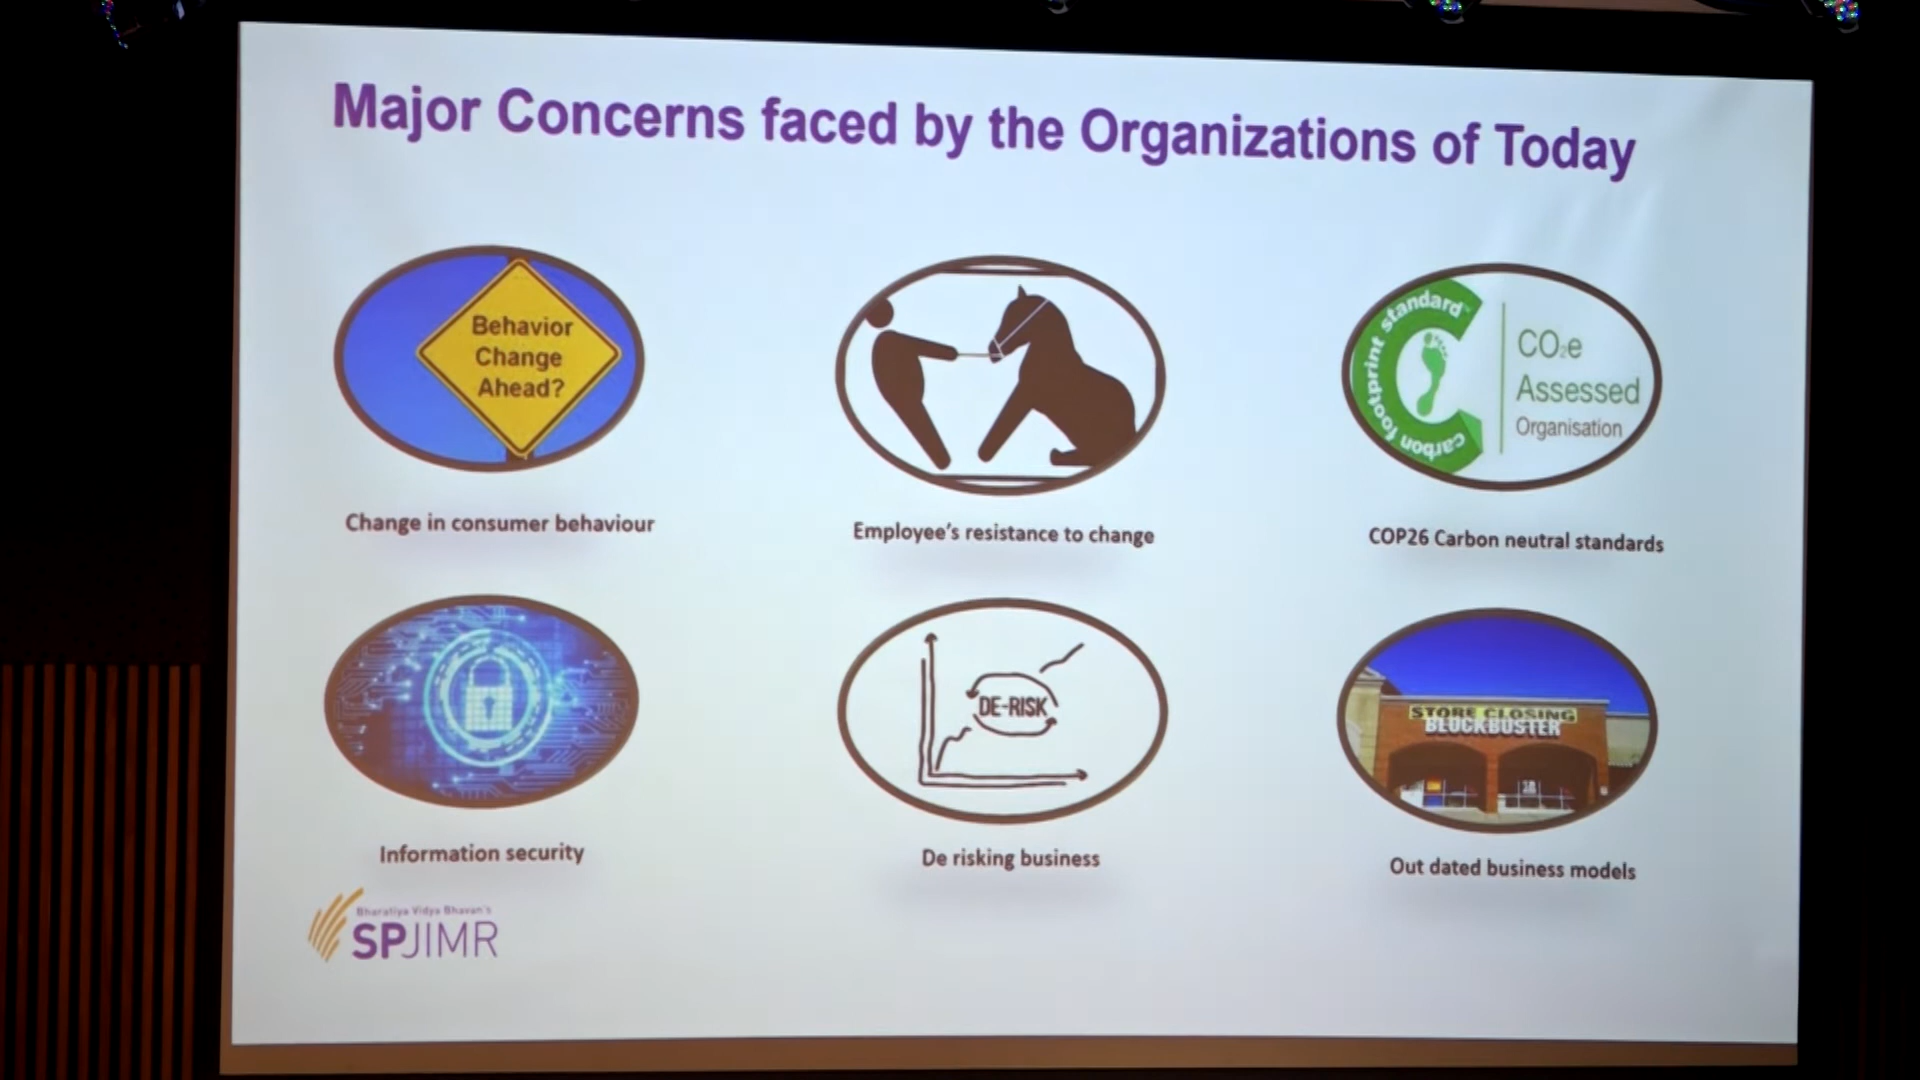 Major Concerns faced by the Organizations of Today
Behavior
Change
Ahead?
carbon footprint standard
CO2e
Assessed
Organisation
Change in consumer behaviour
Employee's resistance to change
COP26 Carbon neutral standards
DE-RISK
STORE CLOSING
BLOCKBUSTER
Information security
De risking business
Out dated business models
Bharatiya Vidya Bhavan's
SPJIMR